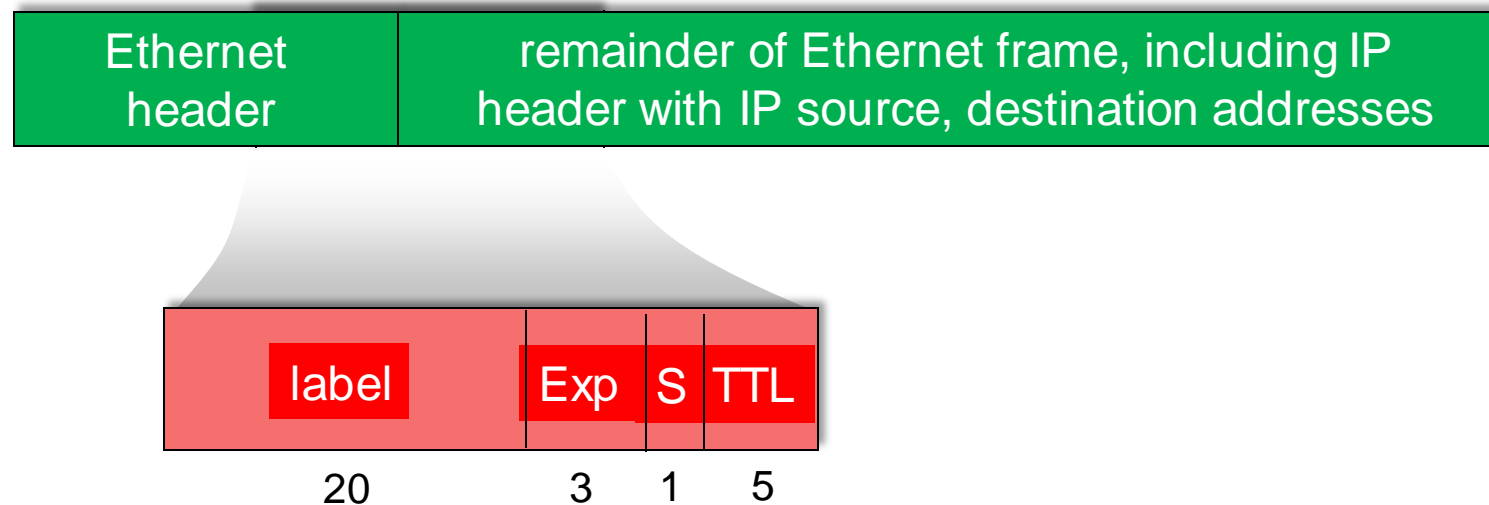 Ethernet
header
remainder of Ethernet frame, including IP
header with IP source, destination addresses
label
Exp
S
TTL
20
3
1
5